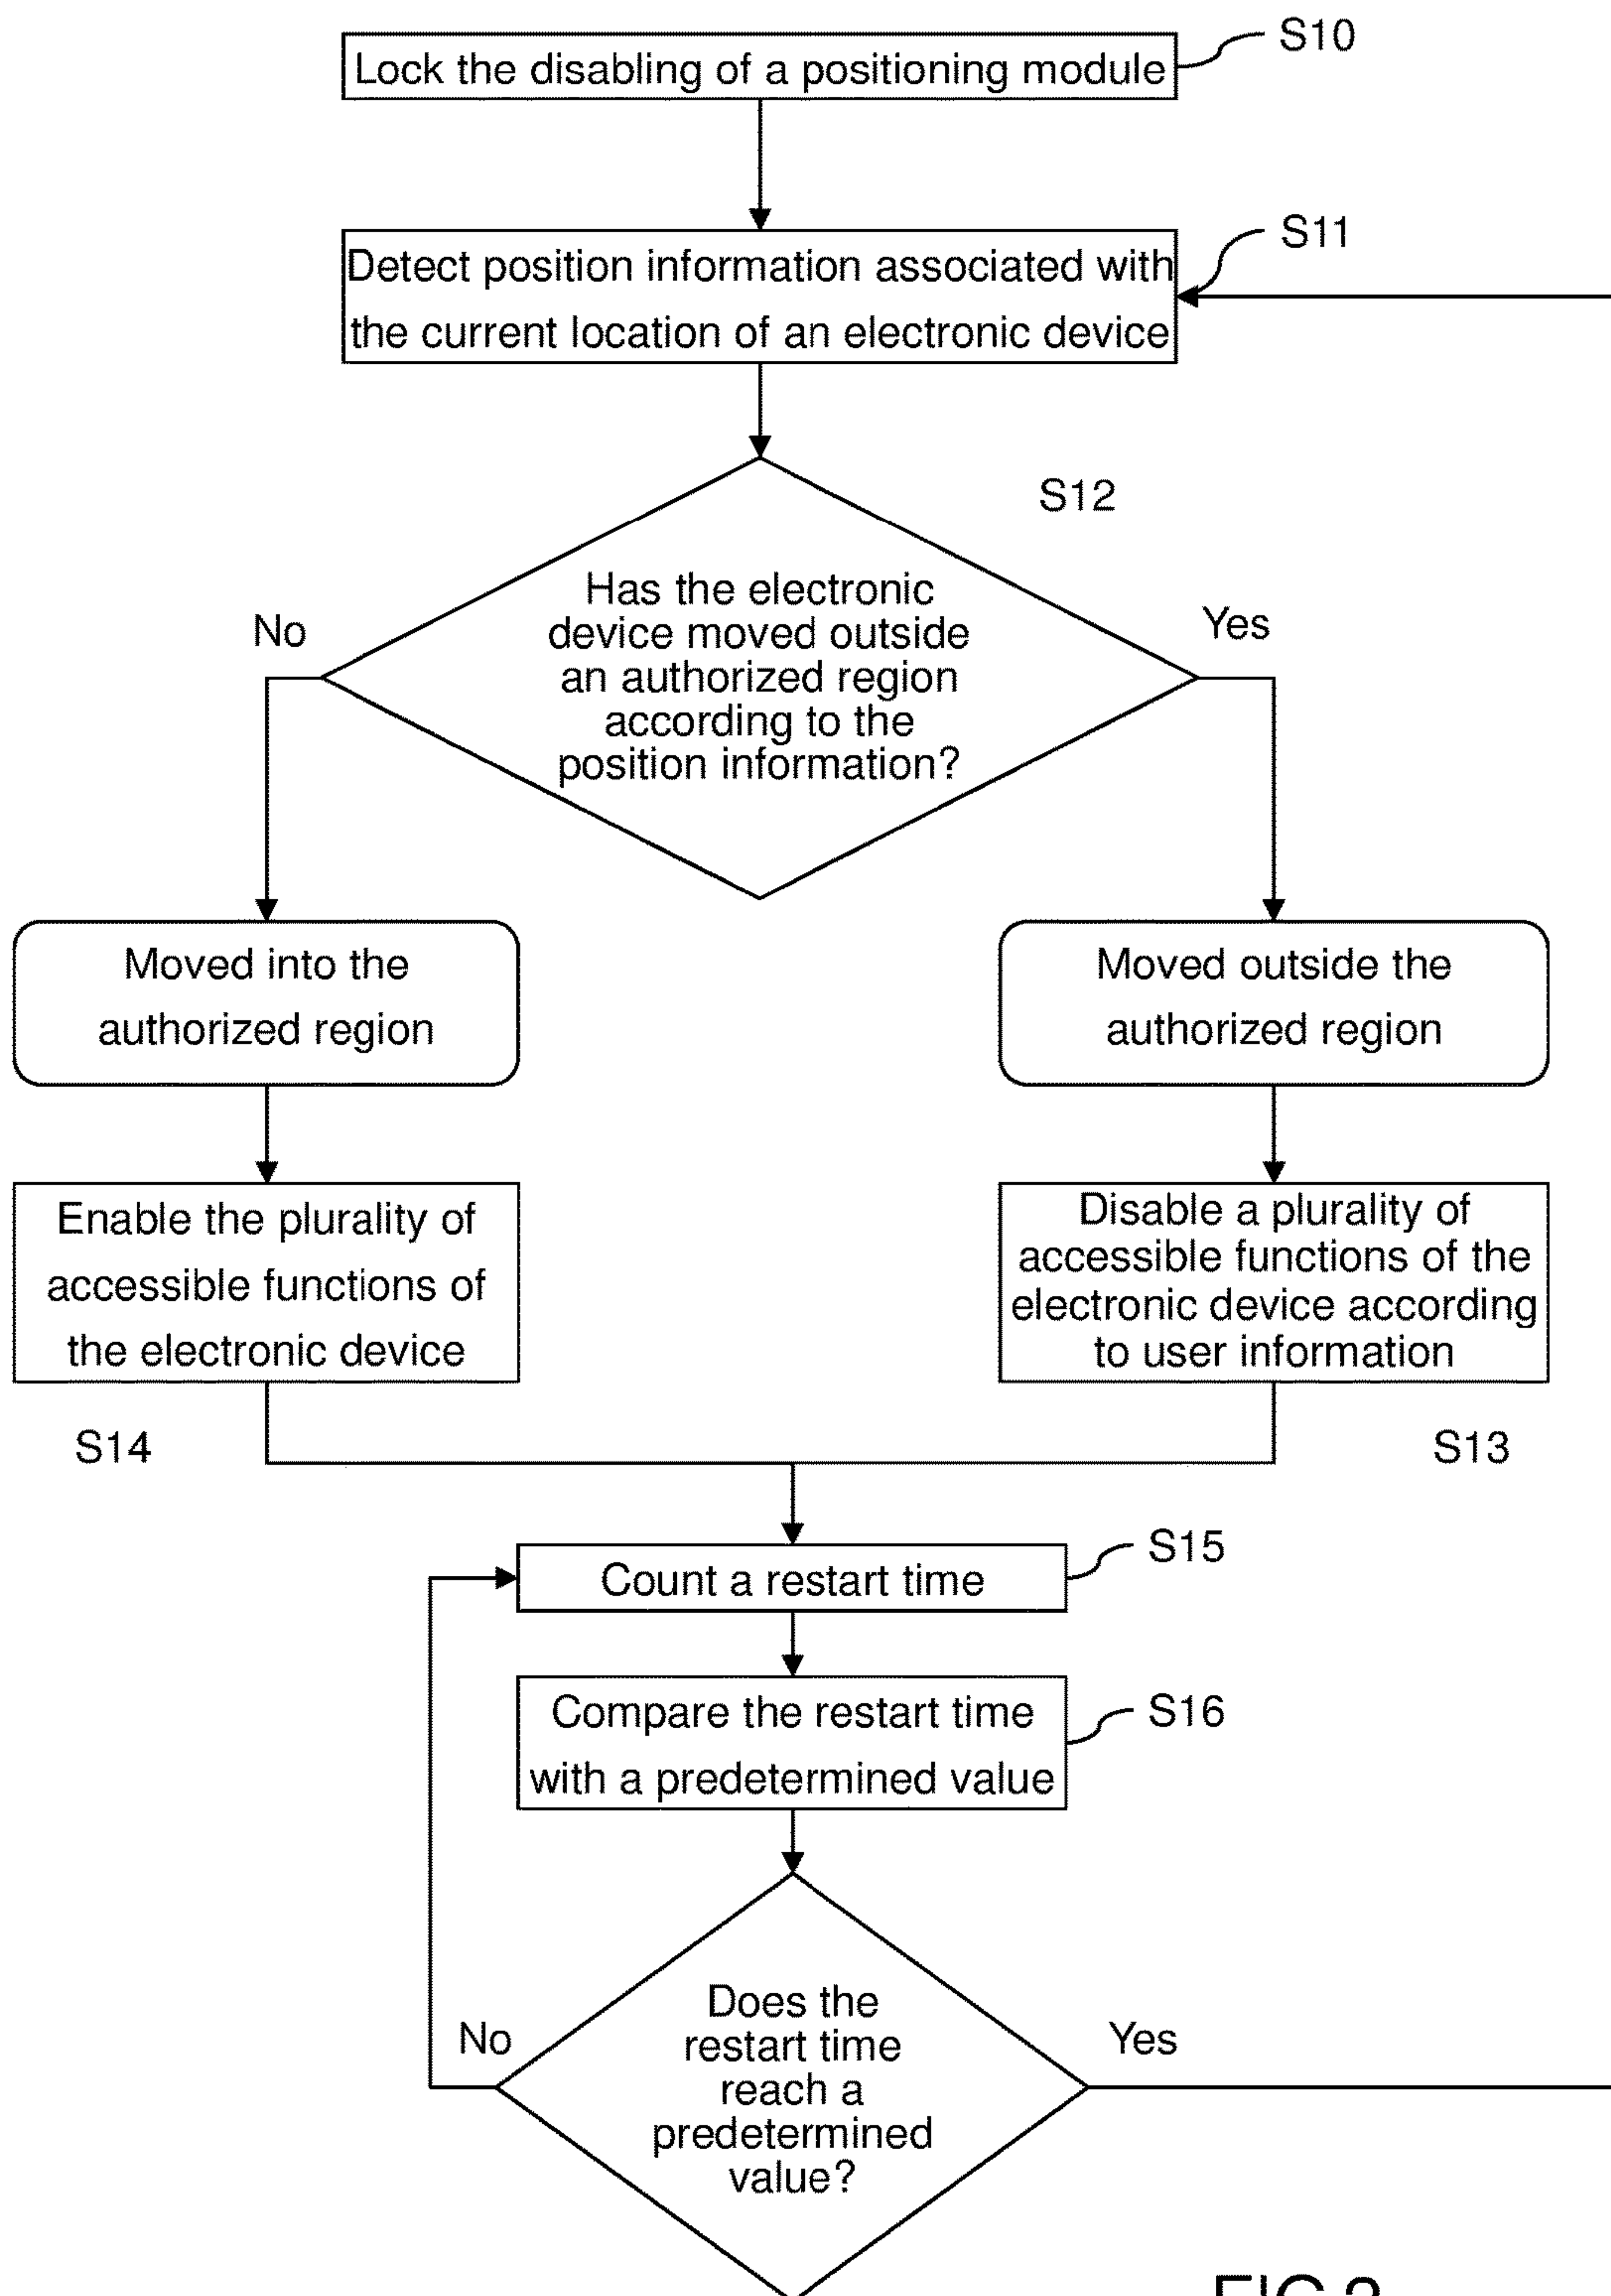 S10
Lock the disabling of a positioning module
S11
Detect position information associated with
the current location of an electronic device
S12
Has the electronic
device moved outside
an authorized region
according to the
position information?
No
Yes
Moved into the
authorized region
Moved outside the
authorized region
Enable the plurality of
accessible functions of
the electronic device
Disable a plurality of
accessible functions of the
electronic device according
to user information
S14
S13
S15
Count a restart time
S16
Compare the restart time
with a predetermined value
Does the
restart time
reach a
predetermined
value?
No
Yes